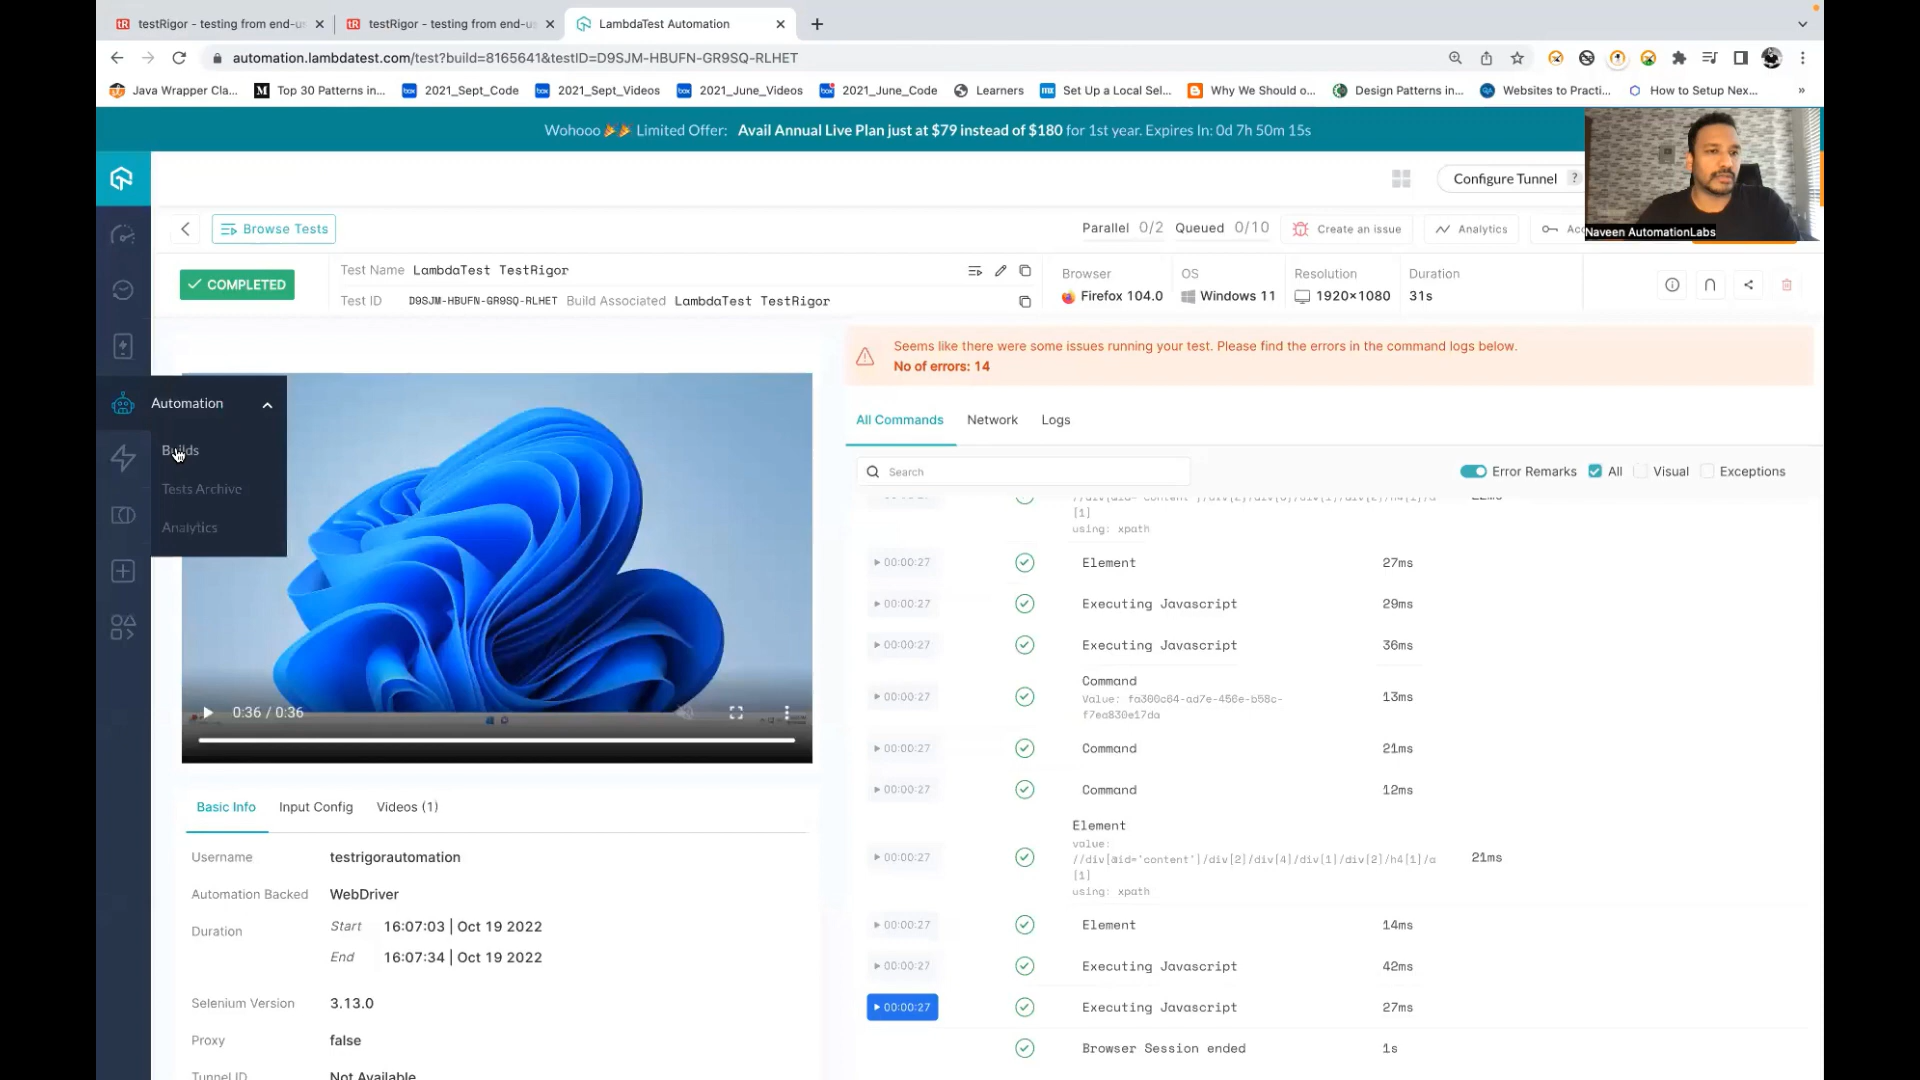 testRigor - testing from end-u
testRigor - testing from end-u
LambdaTest Automation
automation.lambdatest.com/test?build=8165641&testID=D9SJM-HBUFN-GR9SQ-RLHET
Java Wrapper Cla...
Top 30 Patterns in...
2021_Sept_Code
2021_Sept_Videos
2021_June_Videos
2021_June_Code
Learners
Set Up a Local Sel...
Why We Should o...
Design Patterns in...
Websites to Practi...
How to Setup Nex...
»
Wohooo 🎉🎉 Limited Offer: Avail Annual Live Plan just at $79 instead of $180 for 1st year. Expires In: 0d 7h 50m 15s
Configure Tunnel ?
Browse Tests
Parallel 0/2 Queued 0/10
Create an issue
Analytics
Naveen AutomationLabs
COMPLETED
Test Name LambdaTest TestRigor
Test ID D9SJM-HBUFN-GR9SQ-RLHET Build Associated LambdaTest TestRigor
Browser
Firefox 104.0
OS
Windows 11
Resolution
1920×1080
Duration
31s
Seems like there were some issues running your test. Please find the errors in the command logs below.
No of errors: 14
Automation
Builds
Tests Archive
Analytics
All Commands
Network
Logs
Search
Error Remarks
All
Visual
Exceptions
[1]
using: xpath
00:00:27 Element 27ms
00:00:27 Executing Javascript 29ms
00:00:27 Executing Javascript 36ms
Command
00:00:27 Value: fa300c64-ad7e-456e-b58c- 13ms
f7ea830e17da
00:00:27 Command 21ms
00:00:27 Command 12ms
Element
value:
00:00:27 //div[@id='content']/div[2]/div[4]/div[1]/div[2]/h4[1]/a 21ms
[1]
using: xpath
00:00:27 Element 14ms
00:00:27 Executing Javascript 42ms
00:00:27 Executing Javascript 27ms
Browser Session ended 1s
0:36 / 0:36
Basic Info
Input Config
Videos (1)
Username testrigorautomation
Automation Backed WebDriver
Duration
Start 16:07:03 | Oct 19 2022
End 16:07:34 | Oct 19 2022
Selenium Version 3.13.0
Proxy false
TunnelID Not Available